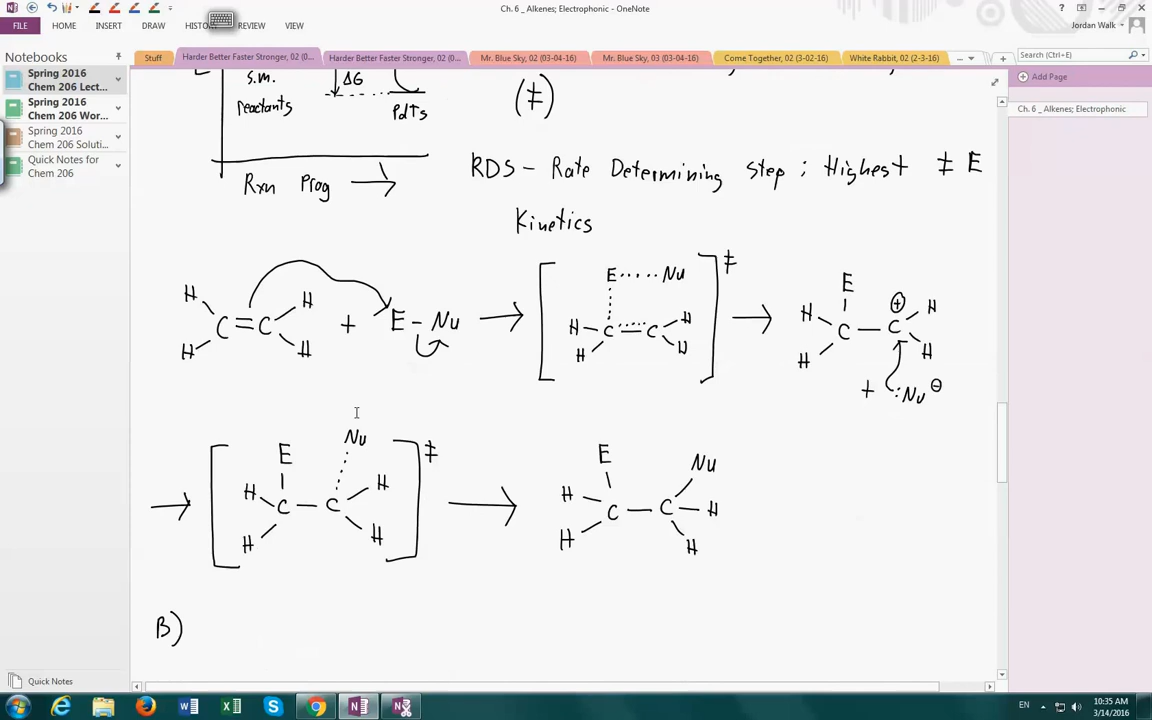 Ch. 6 _ Alkenes; Electrophonic - OneNote
Jordan Walk
FILE HOME INSERT DRAW HISTORY REVIEW VIEW
Notebooks
Stuff
Harder Better Faster Stronger, 02 (0...
Harder Better Faster Stronger, 02 (0...
Mr. Blue Sky, 02 (03-04-16)
Mr. Blue Sky, 03 (03-04-16)
Come Together, 02 (3-02-16)
White Rabbit, 02 (2-3-16)
Search (Ctrl+E)
Spring 2016
Chem 206 Lect...
Spring 2016
Chem 206 Wor...
Spring 2016
Chem 206 Soluti...
Quick Notes for
Chem 206
Add Page
Ch. 6 _ Alkenes; Electrophonic
s.m.
reactants
ΔG
PdTs
(‡)
Rxn Prog →
RDS - Rate Determining step ; Highest ‡ E
Kinetics
H H C=C H H + E - Nu → [ E ···· Nu H H C=C H H ]‡ → E H H C - C ⊕ H H + :Nu ⊖
→ [ E Nu H H C - C H H ]‡ → E Nu H H C - C H H
B)
Quick Notes
EN
10:35 AM
3/14/2016